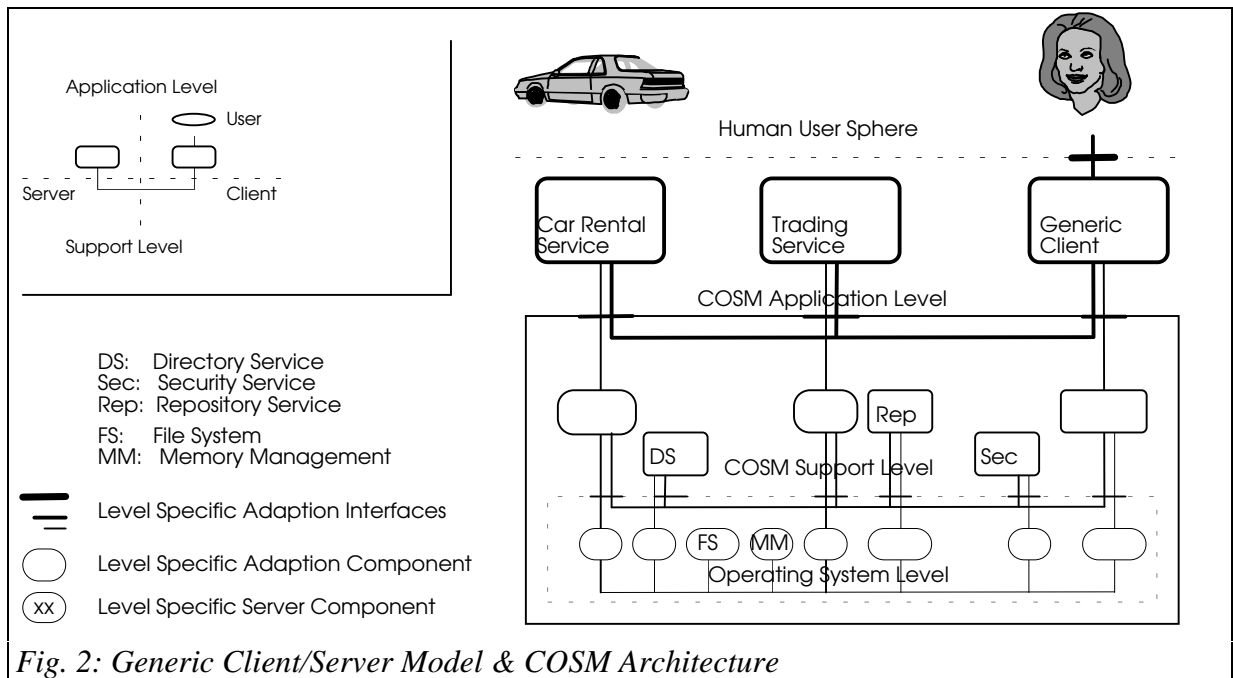 Application Level
User
Server
Client
Support Level
DS: Directory Service
Sec: Security Service
Rep: Repository Service
FS: File System
MM: Memory Management
Level Specific Adaption Interfaces
Level Specific Adaption Component
xx Level Specific Server Component
Human User Sphere
Car Rental
Service
Trading
Service
Generic
Client
COSM Application Level
Rep
DS
COSM Support Level
Sec
FS
MM
Operating System Level
Fig. 2: Generic Client/Server Model & COSM Architecture